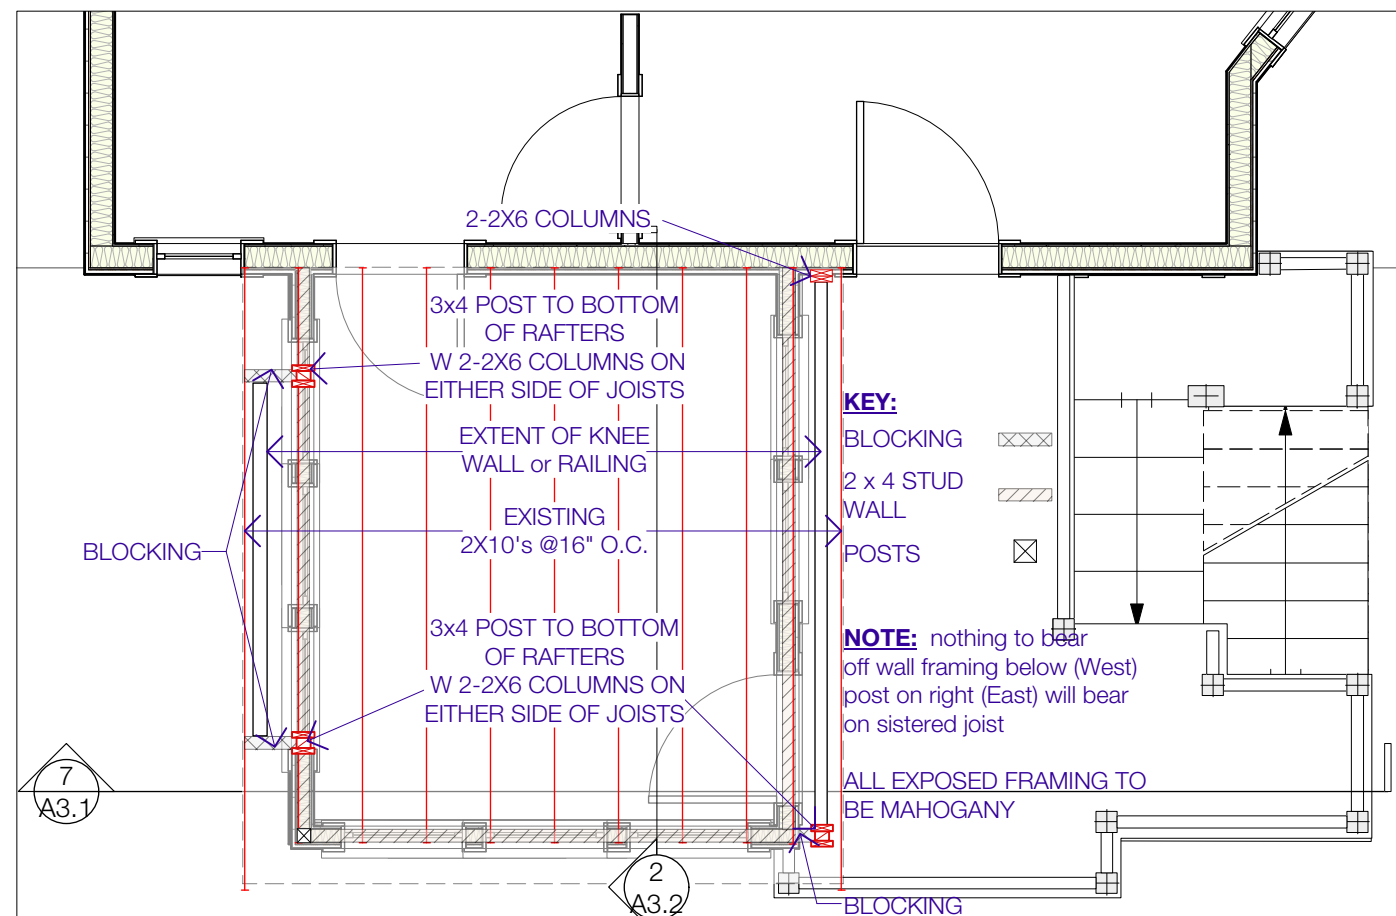 2-2X6 COLUMNS
3x4 POST TO BOTTOM
OF RAFTERS
W 2-2X6 COLUMNS ON
EITHER SIDE OF JOISTS
EXTENT OF KNEE
WALL or RAILING
EXISTING
2X10's @16" O.C.
BLOCKING
3x4 POST TO BOTTOM
OF RAFTERS
W 2-2X6 COLUMNS ON
EITHER SIDE OF JOISTS
KEY:
BLOCKING
2 x 4 STUD
WALL
POSTS
NOTE: nothing to bear
off wall framing below (West)
post on right (East) will bear
on sistered joist
ALL EXPOSED FRAMING TO
BE MAHOGANY
BLOCKING
7
A3.1
2
A3.2